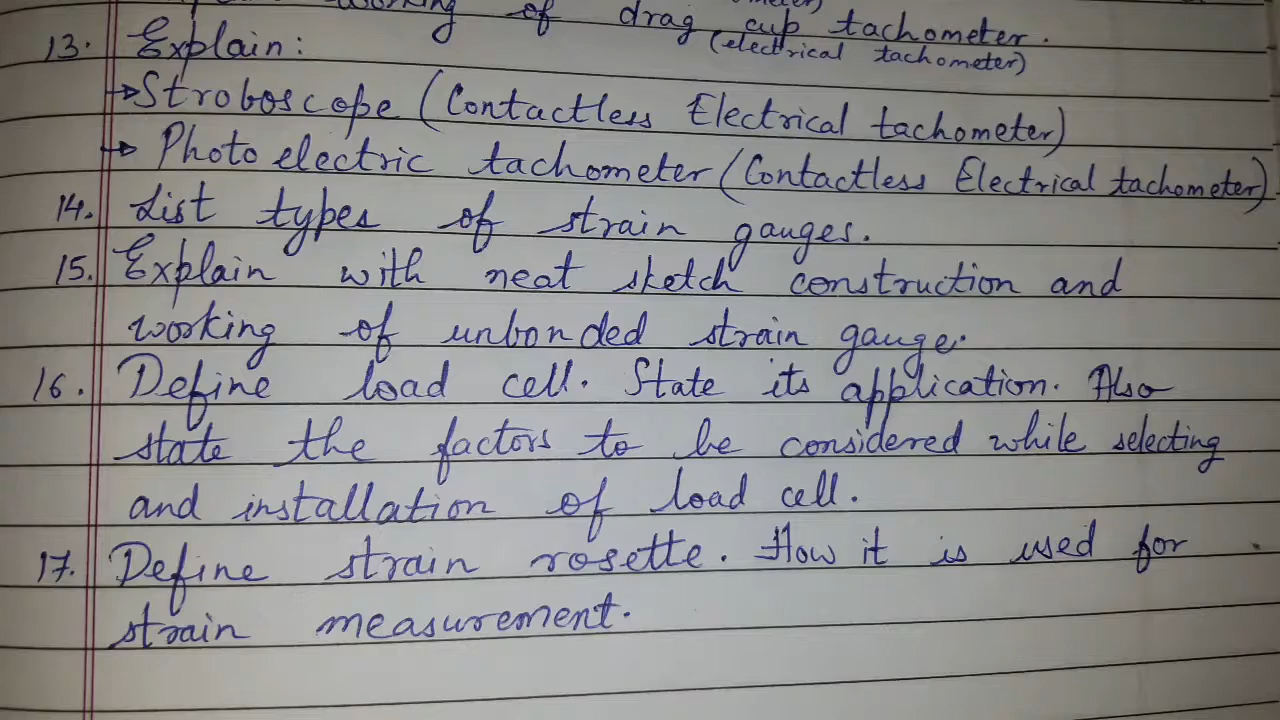 working of drag cup tachometer.
(electrical tachometer)
13. Explain:
→ Stroboscope (Contactless Electrical tachometer)
→ Photo electric tachometer (Contactless Electrical tachometer)
14. List types of strain gauges.
15. Explain with neat sketch construction and
working of unbonded strain gauge.
16. Define load cell. State its application. Also
state the factors to be considered while selecting
and installation of load cell.
17. Define strain rosette. How it is used for
strain measurement.